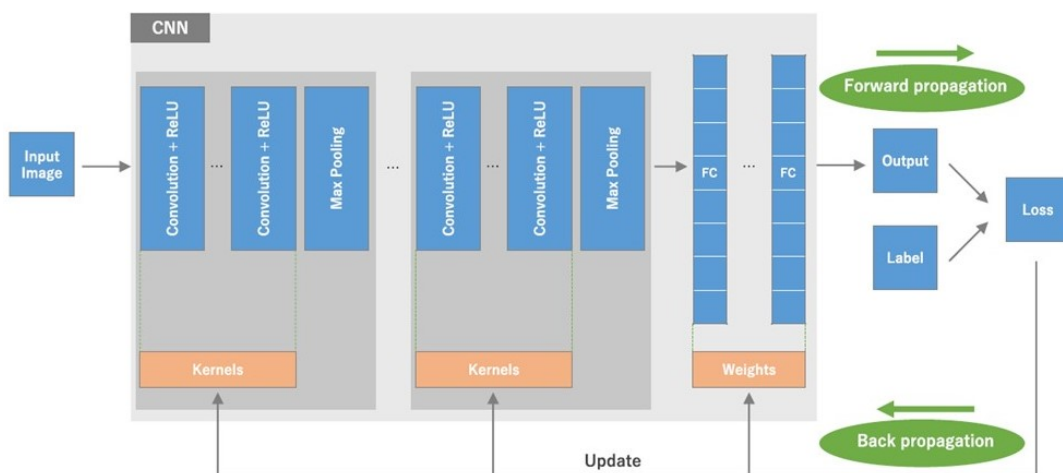 CNN
Input
Image
Convolution + ReLU
...
Convolution + ReLU
Max Pooling
...
Convolution + ReLU
...
Convolution + ReLU
Max Pooling
FC
...
FC
Forward propagation
Output
Label
Loss
Kernels
Kernels
Weights
Back propagation
Update